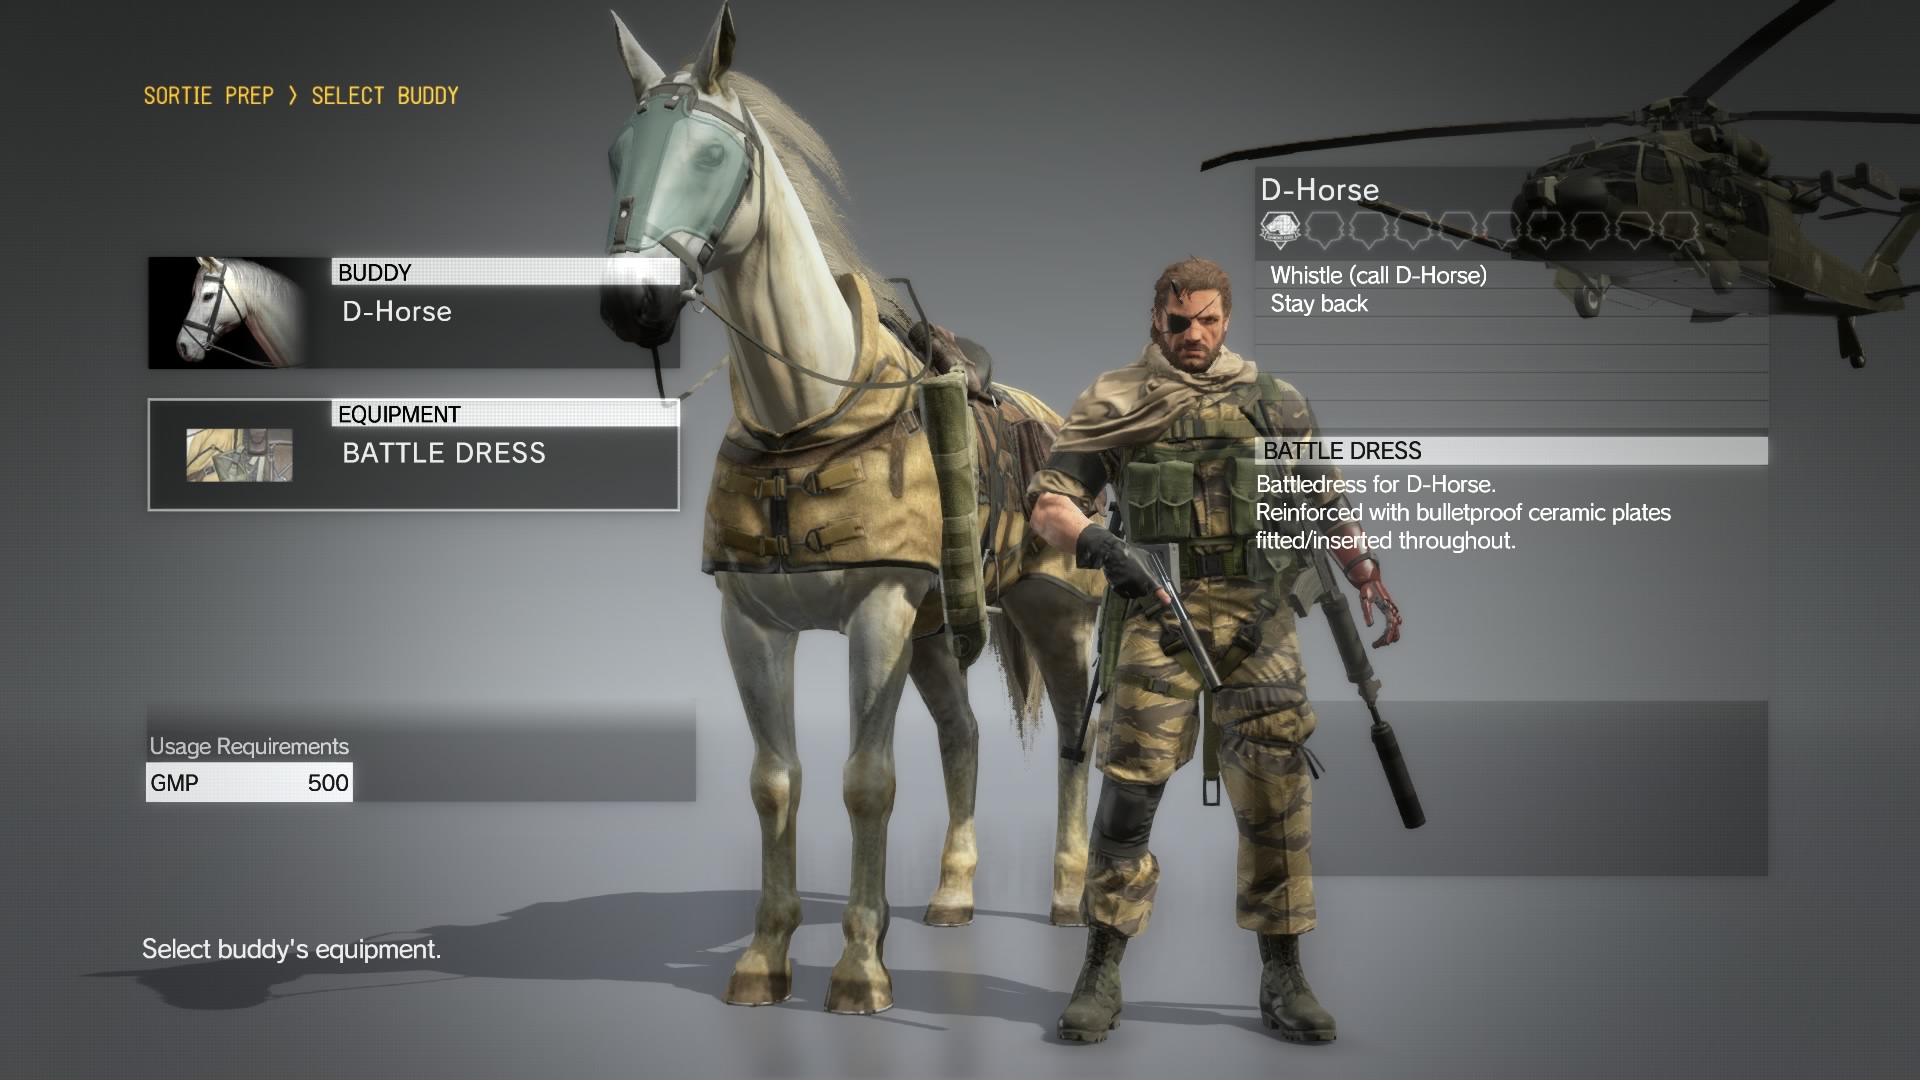 SORTIE PREP > SELECT BUDDY
BUDDY
D-Horse
EQUIPMENT
BATTLE DRESS
Usage Requirements
GMP 500
Select buddy's equipment.
D-Horse
Whistle (call D-Horse)
Stay back
BATTLE DRESS
Battledress for D-Horse.
Reinforced with bulletproof ceramic plates
fitted/inserted throughout.